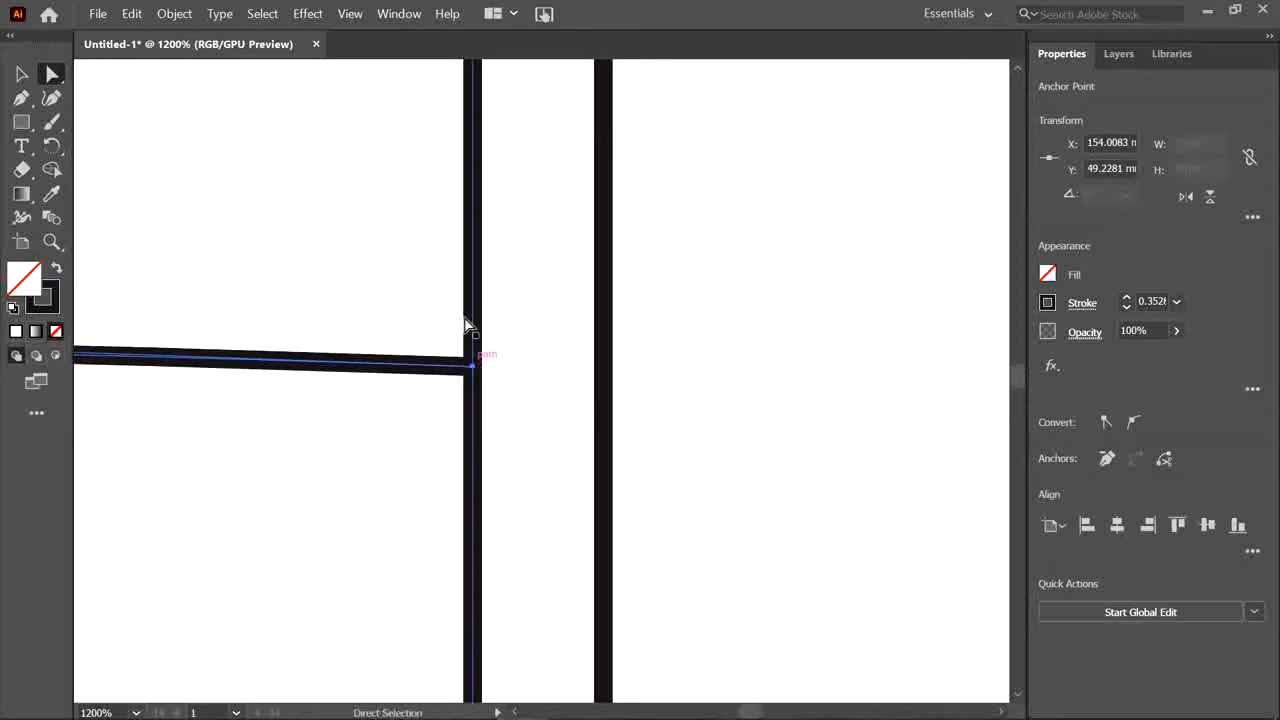 Ai File Edit Object Type Select Effect View Window Help Essentials Search Adobe Stock
Untitled-1* @ 1200% (RGB/GPU Preview) ×
Properties Layers Libraries
Anchor Point
Transform
X: 154.0083 n W:
Y: 49.2281 mi H:
Appearance
Fill
Stroke 0.3528
Opacity 100%
fx.
path
Convert:
Anchors:
Align
Quick Actions
Start Global Edit
T
1200% 1 Direct Selection